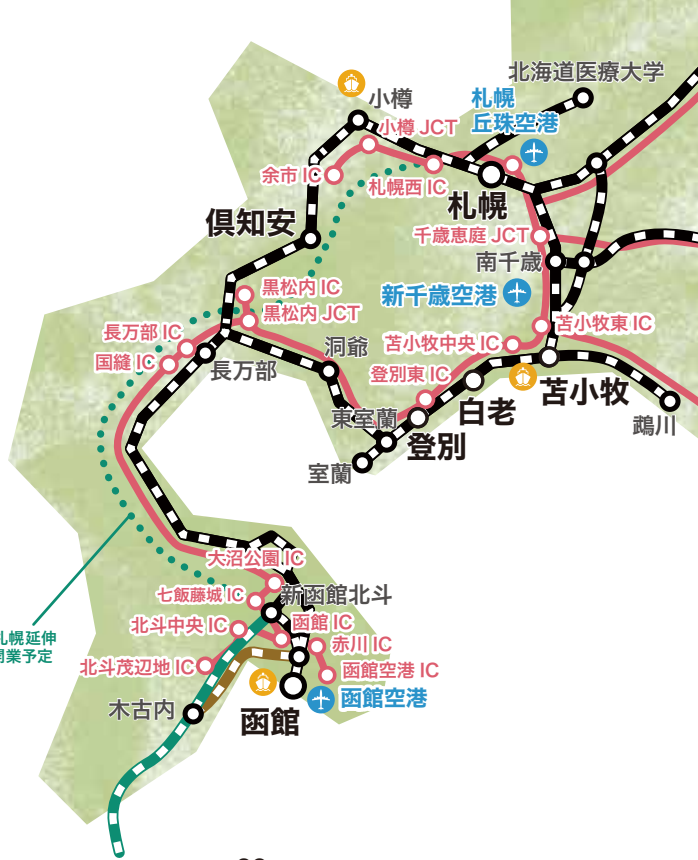 北海道医療大学
小樽
札幌
丘珠空港
小樽 JCT
余市 IC
札幌西 IC
札幌
倶知安
千歳恵庭 JCT
南千歳
黒松内 IC
新千歳空港
黒松内 JCT
長万部 IC
苫小牧東 IC
国縫 IC
洞爺
苫小牧中央 IC
長万部
登別東 IC
苫小牧
白老
東室蘭
鵡川
登別
室蘭
大沼公園 IC
七飯藤城 IC
新函館北斗
北斗中央 IC
函館 IC
札幌延伸
開業予定
赤川 IC
北斗茂辺地 IC
函館空港 IC
函館空港
木古内
函館